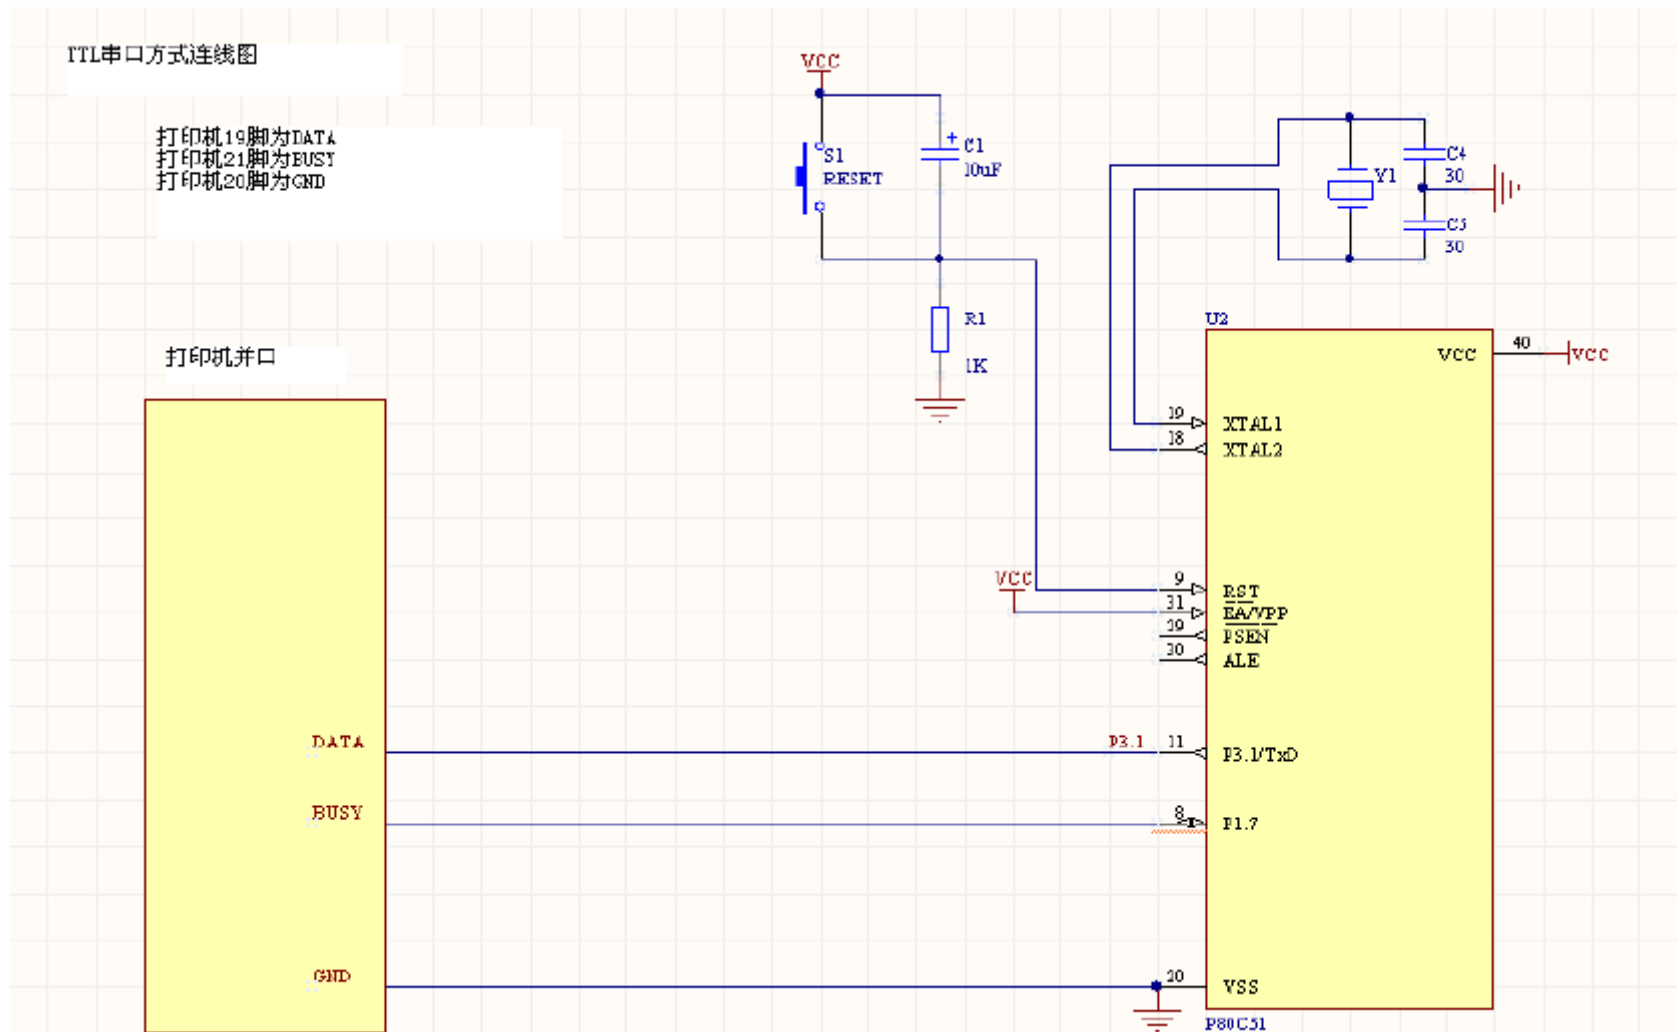 TTL串口方式连线图
打印机19脚为DATA
打印机21脚为BUSY
打印机20脚为GND
VCC
S1
RESET
C1
10uF
R1
1K
C4
30
Y1
C5
30
U2
VCC
40
VCC
19
XTAL1
18
XTAL2
打印机并口
VCC
9
RST
31
EA/VPP
29
PSEN
30
ALE
DATA
P3.1
11
P3.1/TxD
BUSY
8
P1.7
GND
20
VSS
P80C51